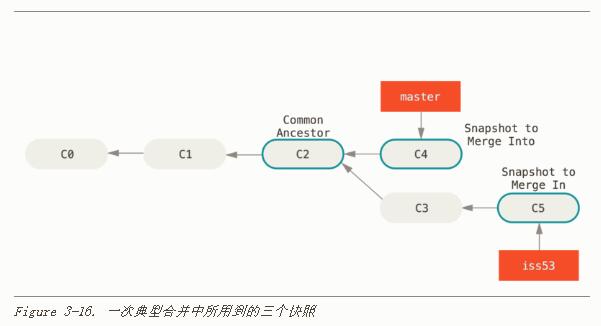 master
Common
Ancestor
Snapshot to
Merge Into
C0
C1
C2
C4
Snapshot to
Merge In
C3
C5
iss53
Figure 3-16. 一次典型合并中所用到的三个快照